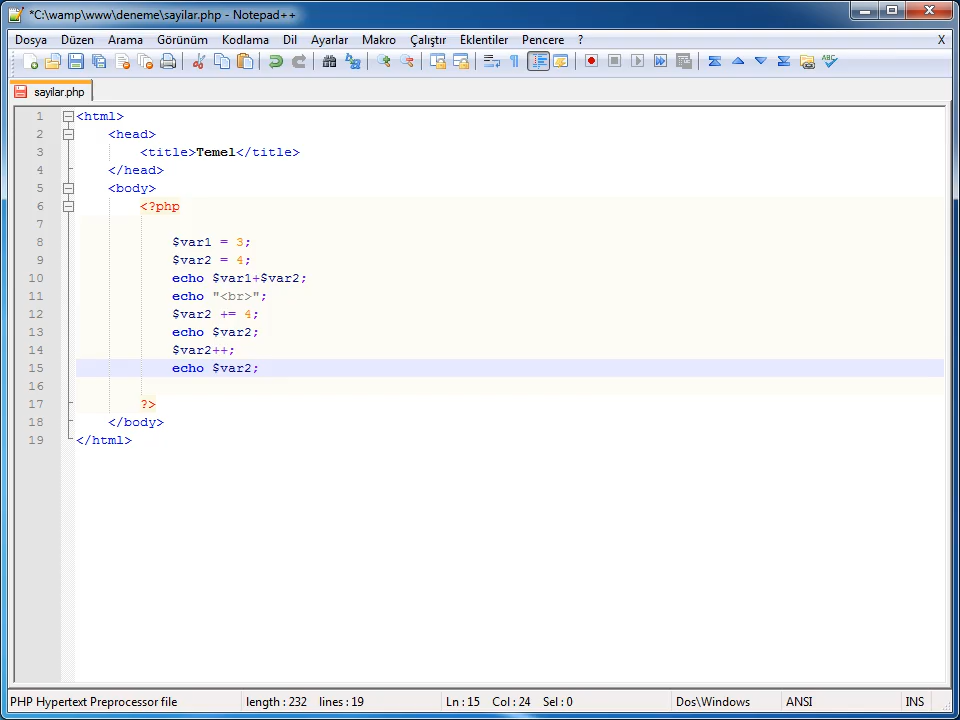 *C:\wamp\www\deneme\sayilar.php - Notepad++
Dosya Düzen Arama Görünüm Kodlama Dil Ayarlar Makro Çalıştır Eklentiler Pencere ? X
sayilar.php
1 <html>
2 <head>
3 <title>Temel</title>
4 </head>
5 <body>
6 <?php
7
8 $var1 = 3;
9 $var2 = 4;
10 echo $var1+$var2;
11 echo "<br>";
12 $var2 += 4;
13 echo $var2;
14 $var2++;
15 echo $var2;
16
17 ?>
18 </body>
19 </html>
PHP Hypertext Preprocessor file length : 232 lines : 19 Ln : 15 Col : 24 Sel : 0 Dos\Windows ANSI INS